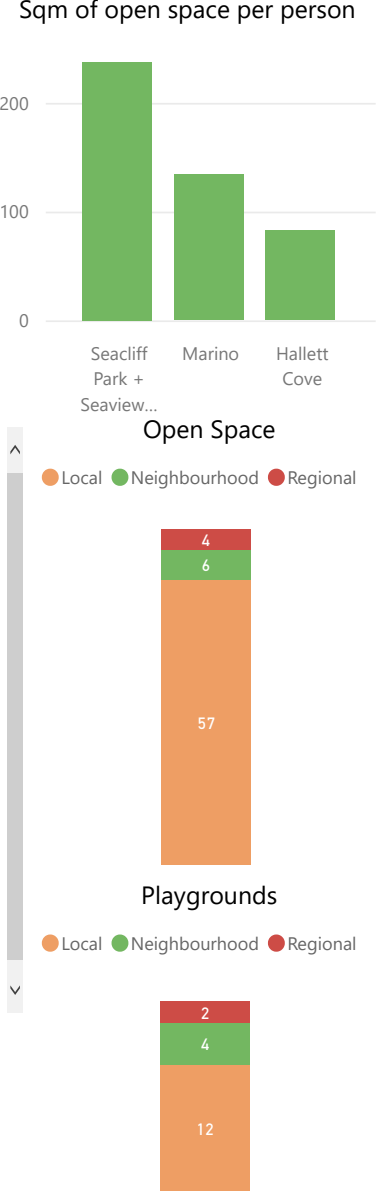 Sqm of open space per person
200
100
0
Seacliff
Park +
Seaview...
Marino
Hallett
Cove
Open Space
Local Neighbourhood Regional
4
6
57
Playgrounds
Local Neighbourhood Regional
2
4
12